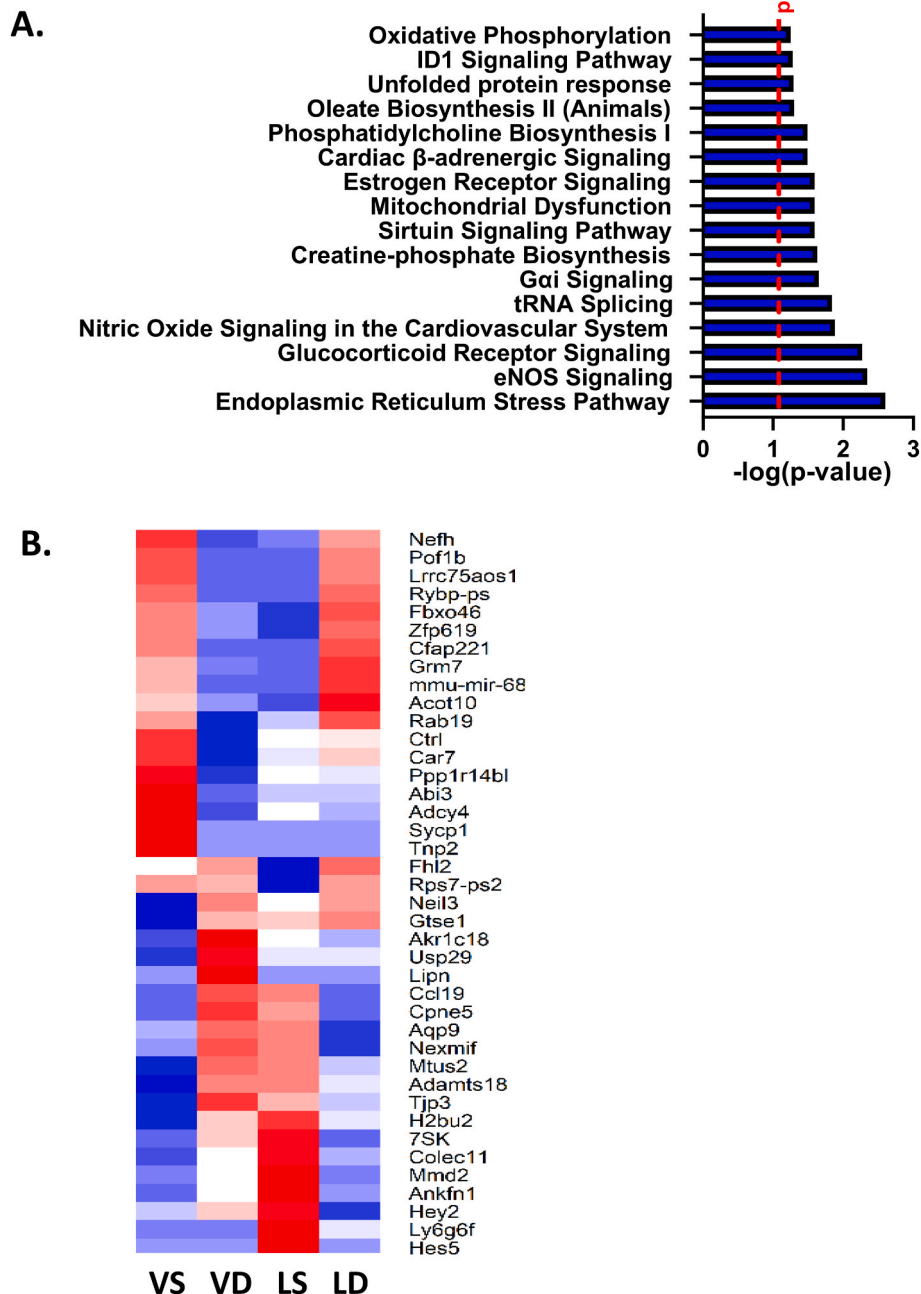 A.
p
Oxidative Phosphorylation
ID1 Signaling Pathway
Unfolded protein response
Oleate Biosynthesis II (Animals)
Phosphatidylcholine Biosynthesis I
Cardiac β-adrenergic Signaling
Estrogen Receptor Signaling
Mitochondrial Dysfunction
Sirtuin Signaling Pathway
Creatine-phosphate Biosynthesis
Gαi Signaling
tRNA Splicing
Nitric Oxide Signaling in the Cardiovascular System
Glucocorticoid Receptor Signaling
eNOS Signaling
Endoplasmic Reticulum Stress Pathway
0 1 2 3
-log(p-value)
B.
Nefh
Pof1b
Lrrc75aos1
Rybp-ps
Fbxo46
Zfp619
Cfap221
Grm7
mmu-mir-68
Acot10
Rab19
Ctrl
Car7
Ppp1r14bl
Abi3
Adcy4
Sycp1
Tnp2
Fhl2
Rps7-ps2
Neil3
Gtse1
Akr1c18
Usp29
Lipn
Ccl19
Cpne5
Aqp9
Nexmif
Mtus2
Adamts18
Tjp3
H2bu2
7SK
Colec11
Mmd2
Ankfn1
Hey2
Ly6g6f
Hes5
VS VD LS LD